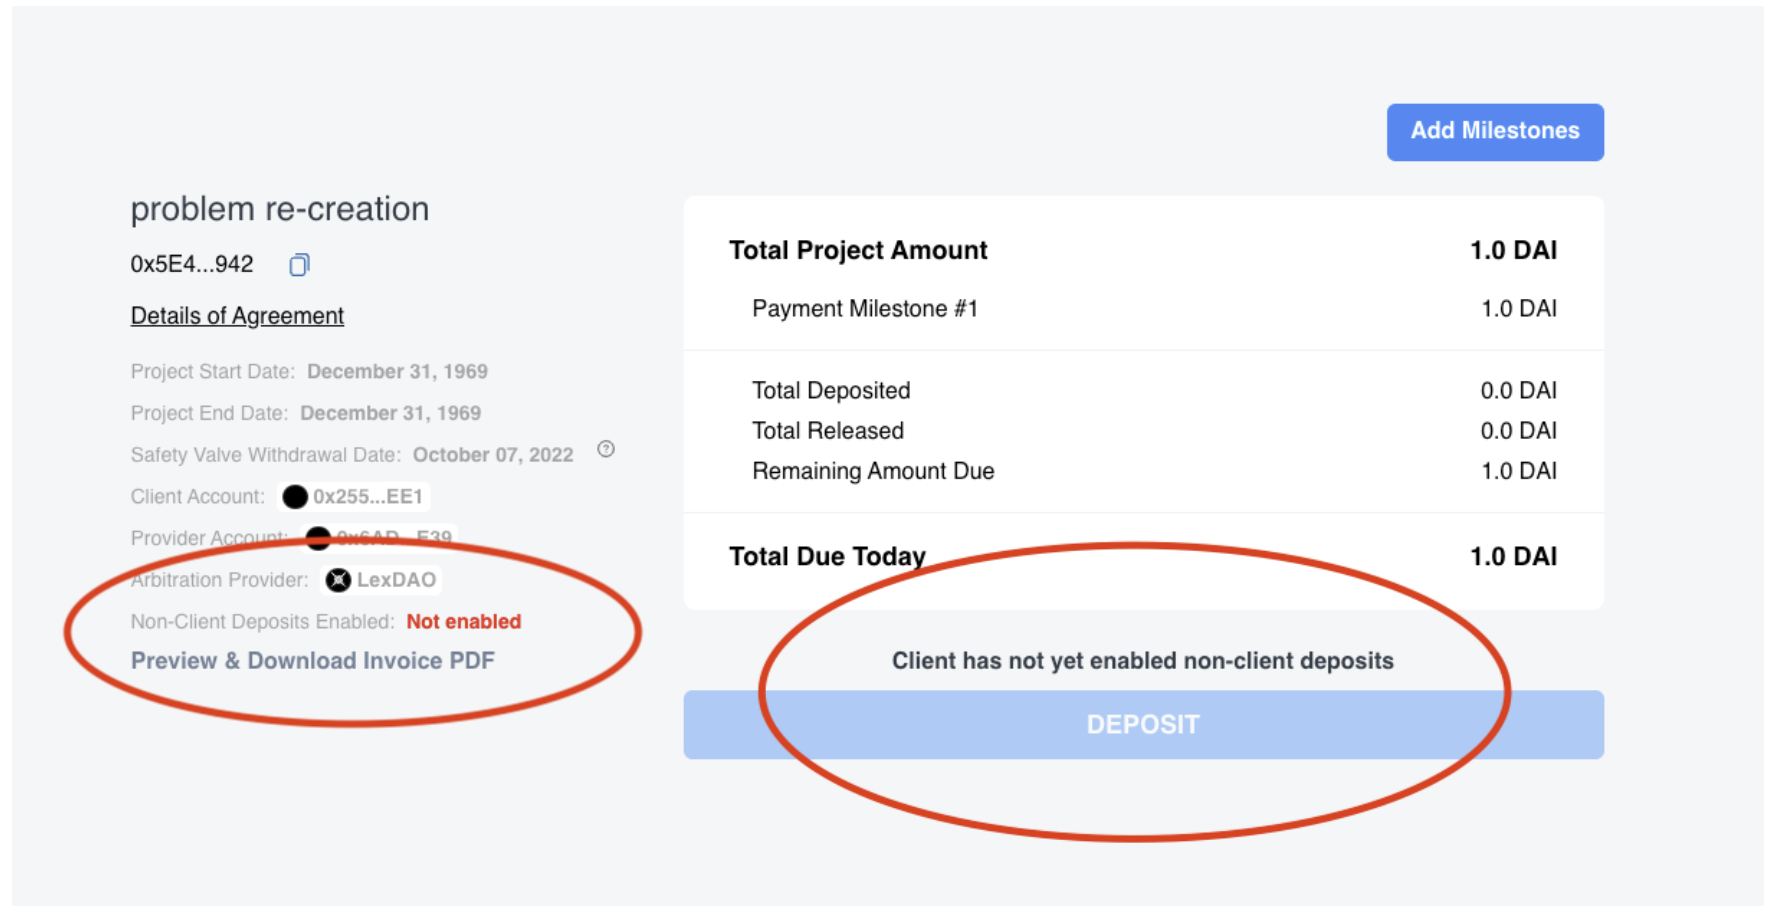 Add Milestones
problem re-creation
0x5E4...942
Details of Agreement
Project Start Date: December 31, 1969
Project End Date: December 31, 1969
Safety Valve Withdrawal Date: October 07, 2022 ?
Client Account: 0x255...EE1
Provider Account: 0x6AD...E39
Arbitration Provider: LexDAO
Non-Client Deposits Enabled: Not enabled
Preview & Download Invoice PDF
Total Project Amount 1.0 DAI
Payment Milestone #1 1.0 DAI
Total Deposited 0.0 DAI
Total Released 0.0 DAI
Remaining Amount Due 1.0 DAI
Total Due Today 1.0 DAI
Client has not yet enabled non-client deposits
DEPOSIT